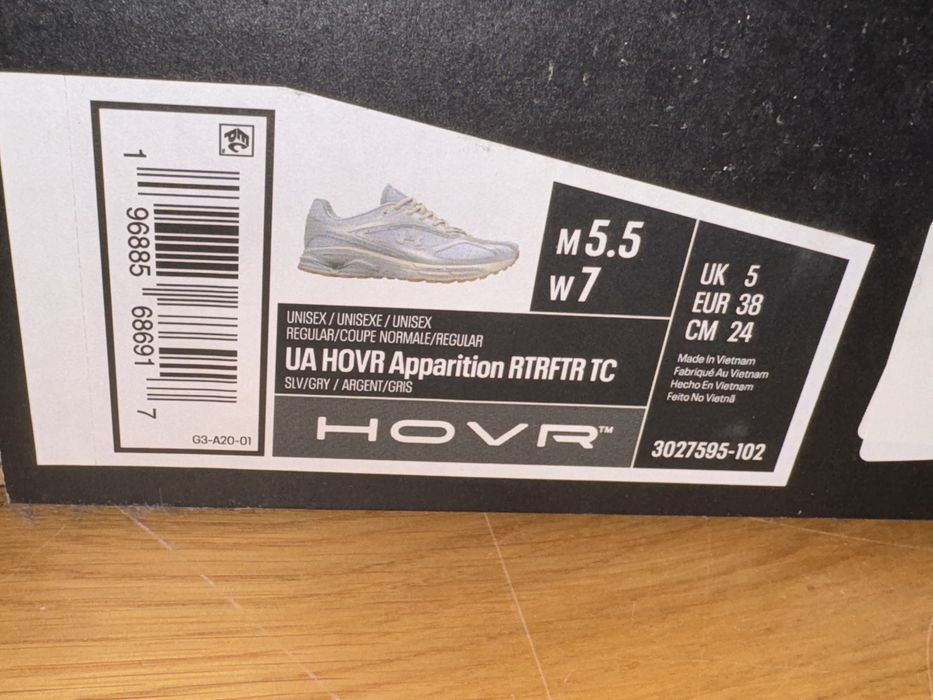 1 96885 68691 7
G3-A20-01
M 5.5
W 7
UK 5
EUR 38
CM 24
Made In Vietnam
Fabriqué Au Vietnam
Hecho En Vietnam
Feito No Vietnã
3027595-102
UNISEX / UNISEXE / UNISEX
REGULAR/COUPE NORMALE/REGULAR
UA HOVR Apparition RTRFTR TC
SLV/GRY / ARGENT/GRIS
HOVR™